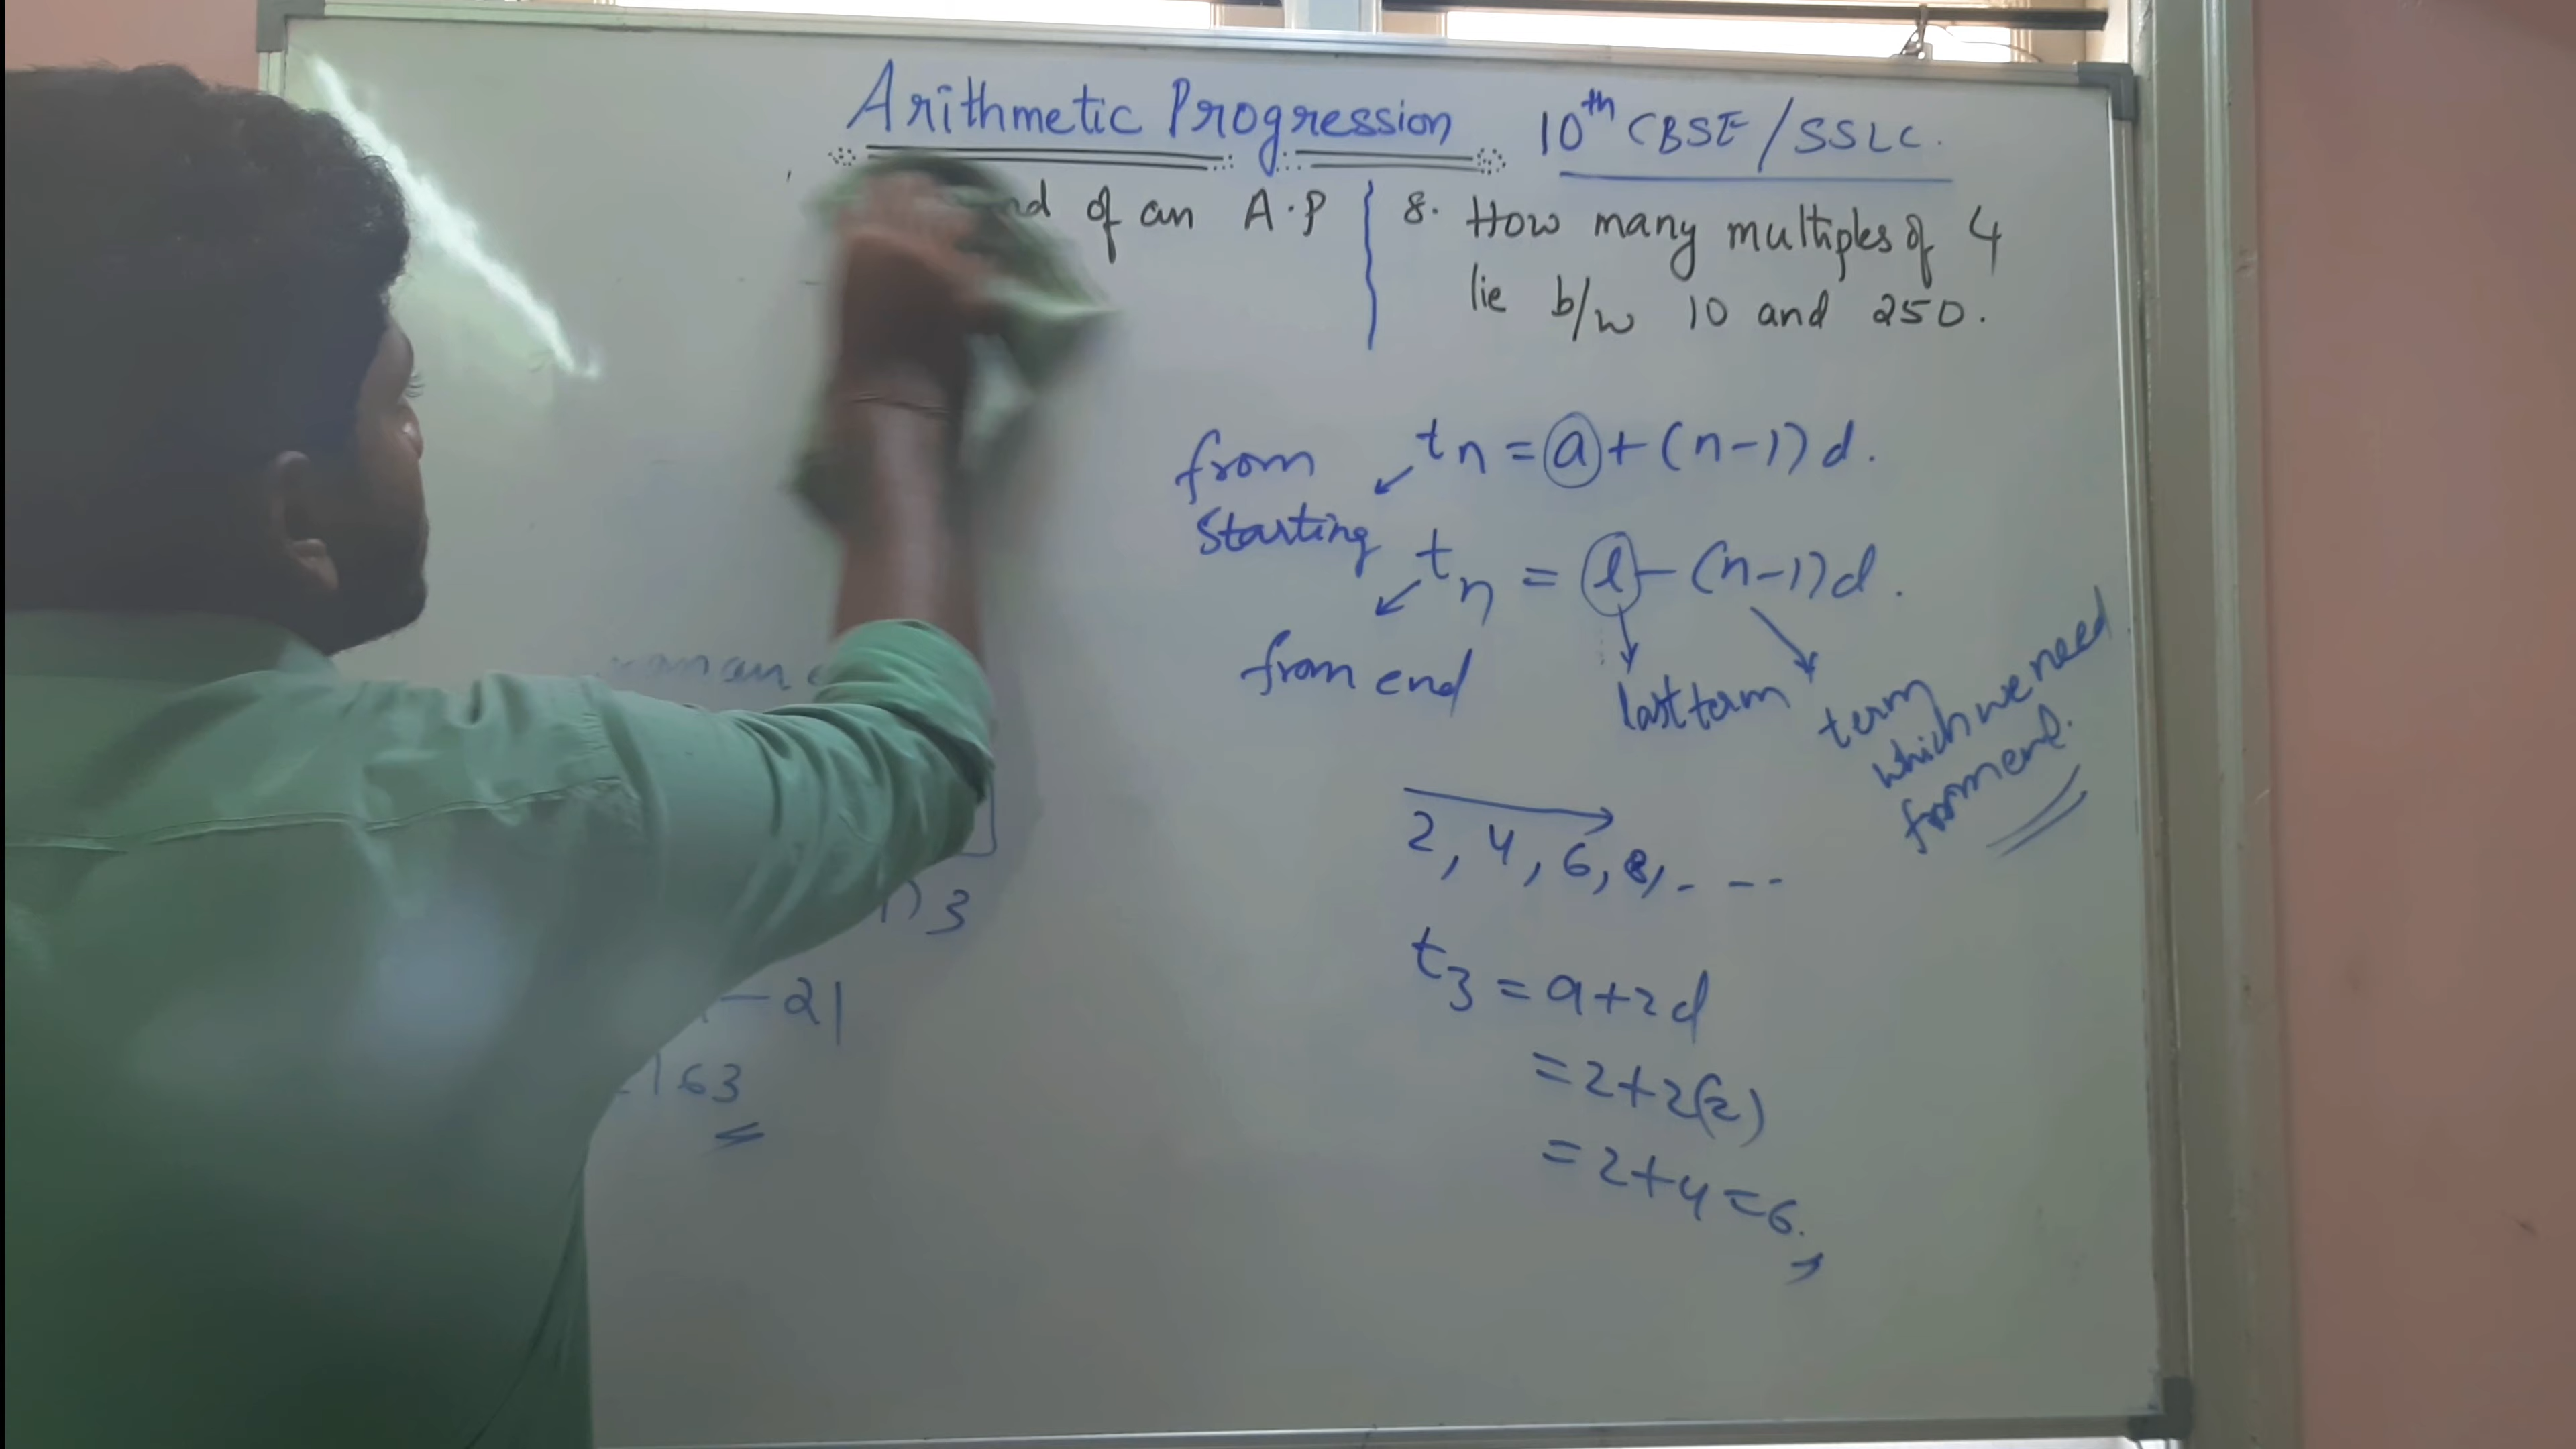 Arithmetic Progression 10th CBSE/SSLC.
of an A.P
8. How many multiples of 4
lie b/w 10 and 250.
from
starting
tn = a + (n-1)d.
tn = l - (n-1)d.
from end
last term
term
which we need
from end.
2, 4, 6, 8, - --
t3 = a+2d
= 2+2(2)
= 2+4=6.
)3
- 21
163